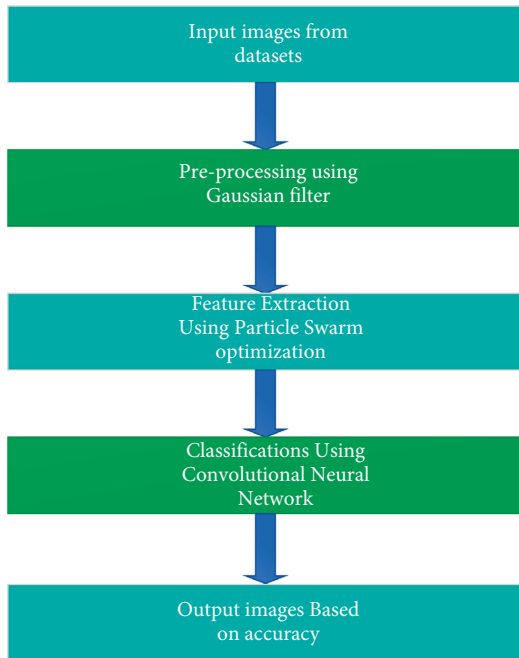 Input images from
datasets
Pre-processing using
Gaussian filter
Feature Extraction
Using Particle Swarm
optimization
Classifications Using
Convolutional Neural
Network
Output images Based
on accuracy